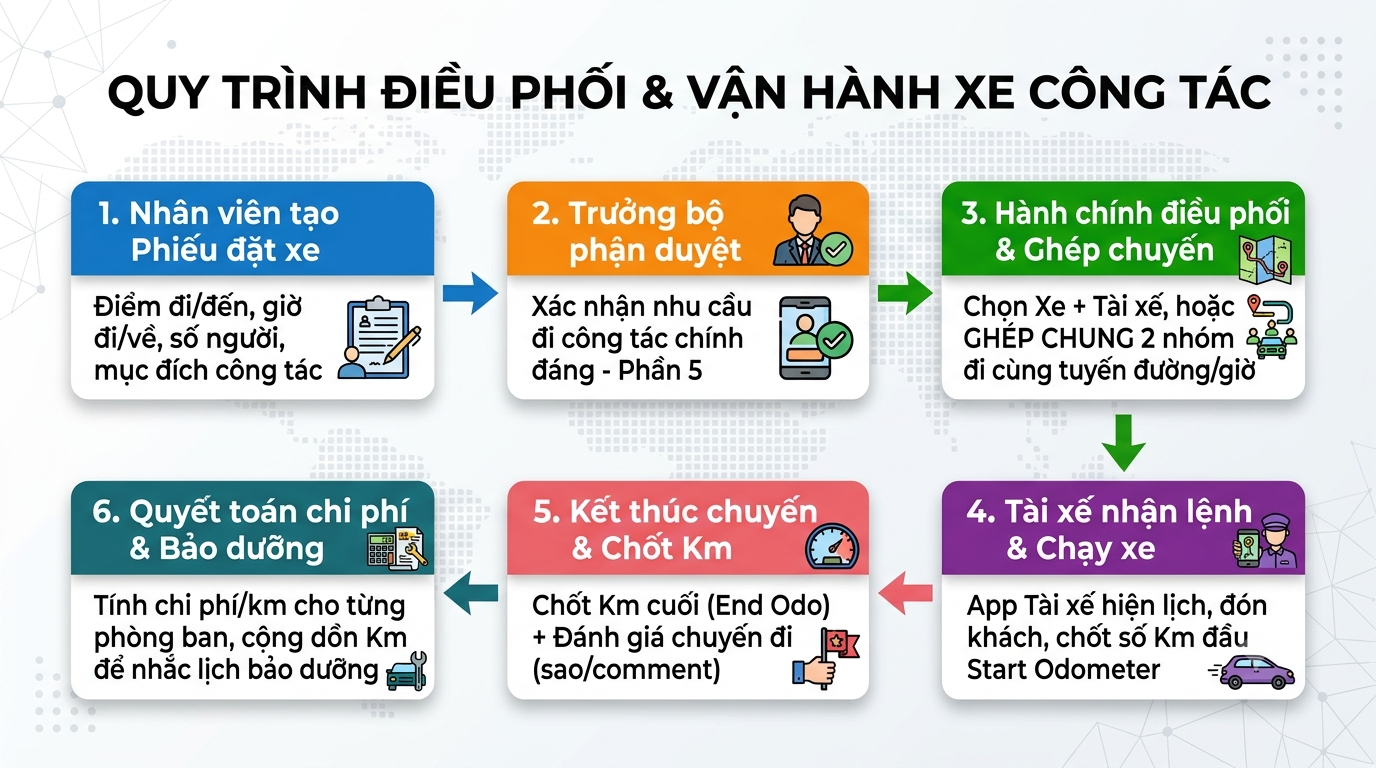 QUY TRÌNH ĐIỀU PHỐI & VẬN HÀNH XE CÔNG TÁC
1. Nhân viên tạo
Phiếu đặt xe
Điểm đi/đến, giờ
đi/về, số người,
mục đích công tác
2. Trưởng bộ
phận duyệt
Xác nhận nhu cầu
đi công tác chính
đáng - Phần 5
3. Hành chính điều phối
& Ghép chuyến
Chọn Xe + Tài xế, hoặc
GHÉP CHUNG 2 nhóm
đi cùng tuyến đường/giờ
4. Tài xế nhận lệnh
& Chạy xe
App Tài xế hiện lịch, đón
khách, chốt số Km đầu
Start Odometer
5. Kết thúc chuyến
& Chốt Km
Chốt Km cuối (End Odo)
+ Đánh giá chuyến đi
(sao/comment)
6. Quyết toán chi phí
& Bảo dưỡng
Tính chi phí/km cho từng
phòng ban, cộng dồn Km
để nhắc lịch bảo dưỡng